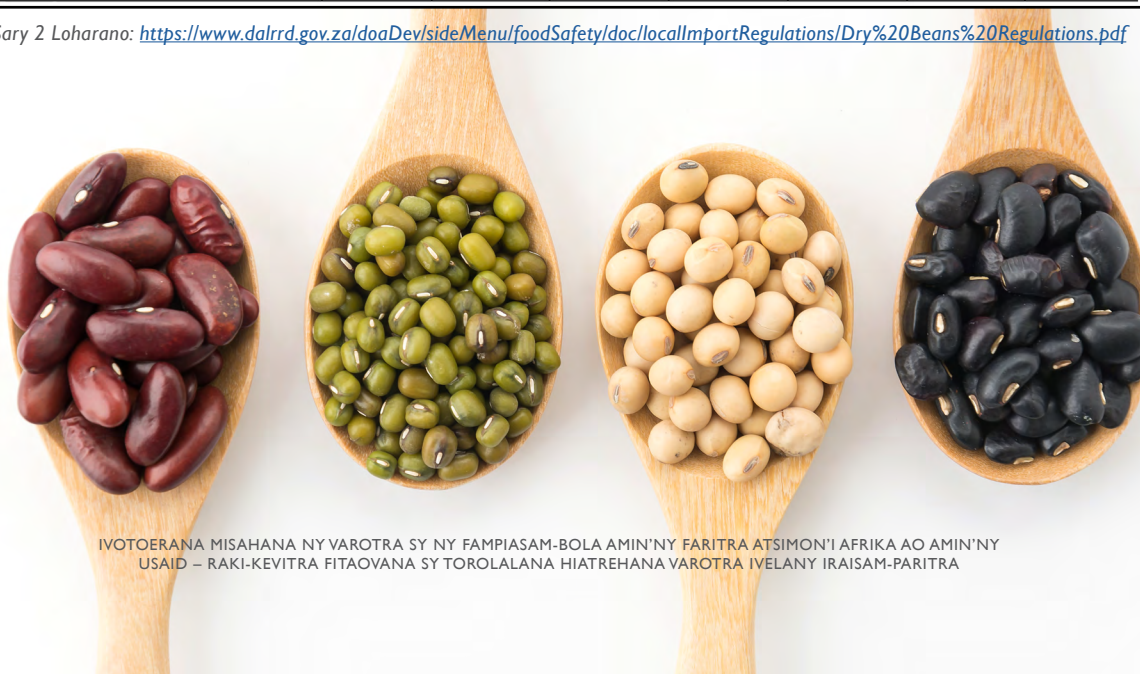 2 Loharano: https://www.dalrrd.gov.za/doaDev/sideMenu/foodSafety/doc/localImportRegulations/Dry%20Beans%20Regulations.pdf
IVOTOERANA MISAHANA NY VAROTRA SY NY FAMPIASAM-BOLA AMIN'NY FARITRA ATSIMON'I AFRIKA AO AMIN'NY
USAID – RAKI-KEVITRA FITAOVANA SY TOROLALANA HIATREHANA VAROTRA IVELANY IRAISAM-PARITRA